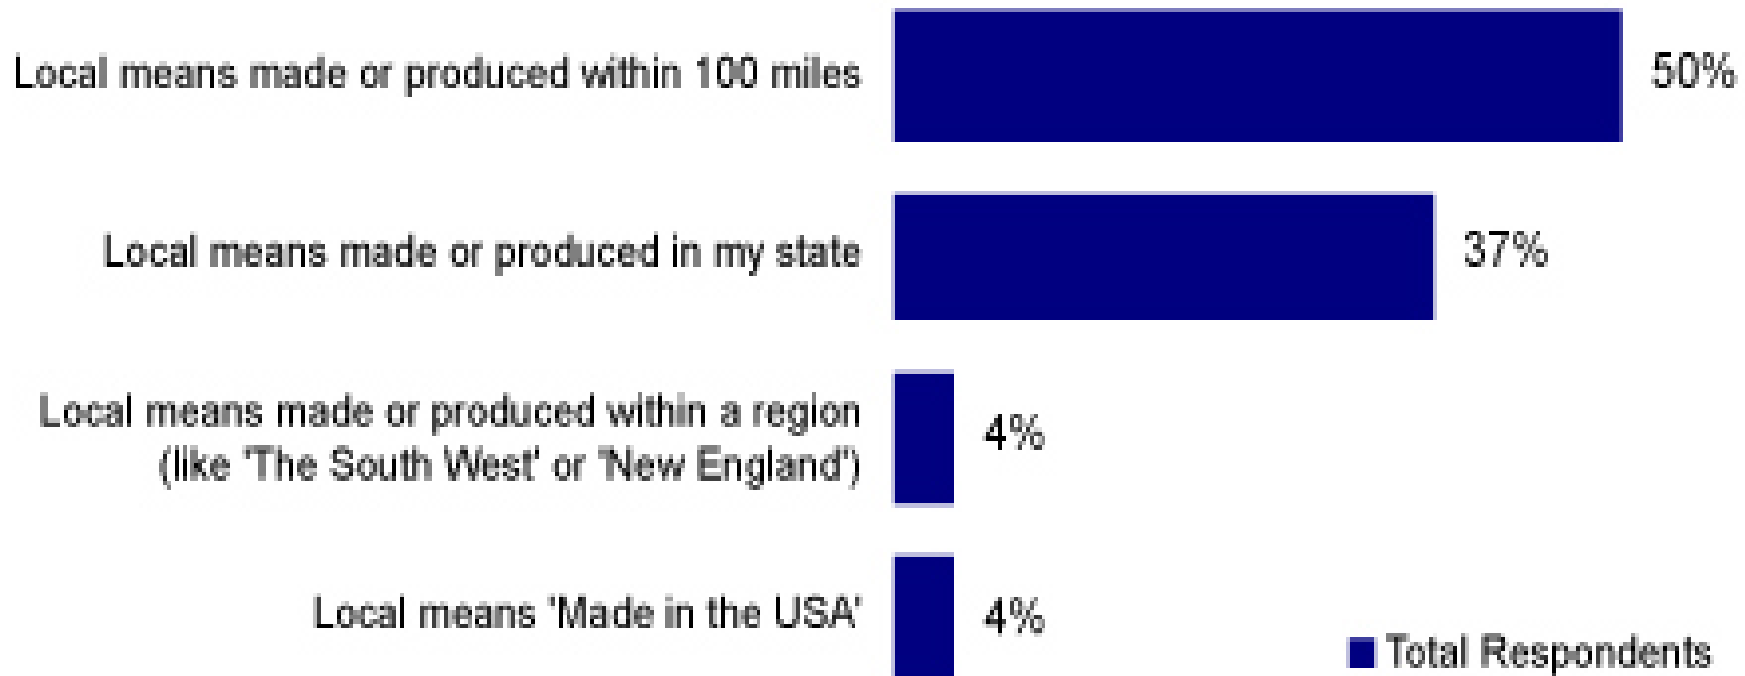 Local means made or produced within 100 miles
50%
Local means made or produced in my state
37%
Local means made or produced within a region
(like 'The South West' or 'New England')
4%
Local means 'Made in the USA'
4%
Total Respondents